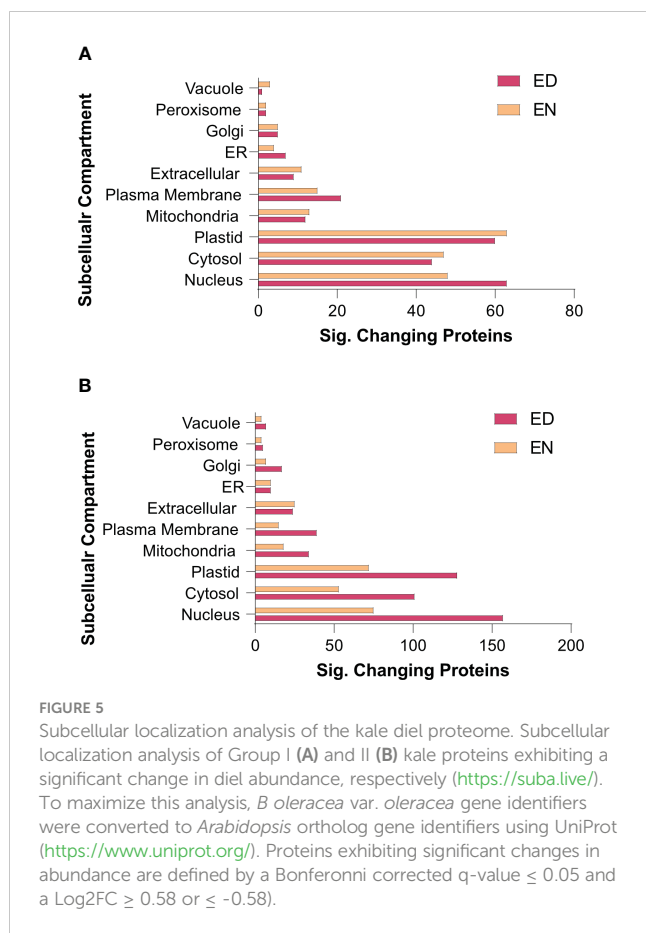 A
Subcelluair Compartment
Vacuole
Peroxisome
Golgi
ER
Extracellular
Plasma Membrane
Mitochondria
Plastid
Cytosol
Nucleus
ED
EN
0 20 40 60 80
Sig. Changing Proteins
B
Subcelluair Compartment
Vacuole
Peroxisome
Golgi
ER
Extracellular
Plasma Membrane
Mitochondria
Plastid
Cytosol
Nucleus
ED
EN
0 50 100 150 200
Sig. Changing Proteins
FIGURE 5
Subcellular localization analysis of the kale diel proteome. Subcellular
localization analysis of Group I (A) and II (B) kale proteins exhibiting a
significant change in diel abundance, respectively (https://suba.live/).
To maximize this analysis, B oleracea var. oleracea gene identifiers
were converted to Arabidopsis ortholog gene identifiers using UniProt
(https://www.uniprot.org/). Proteins exhibiting significant changes in
abundance are defined by a Bonferonni corrected q-value ≤ 0.05 and
a Log2FC ≥ 0.58 or ≤ -0.58).